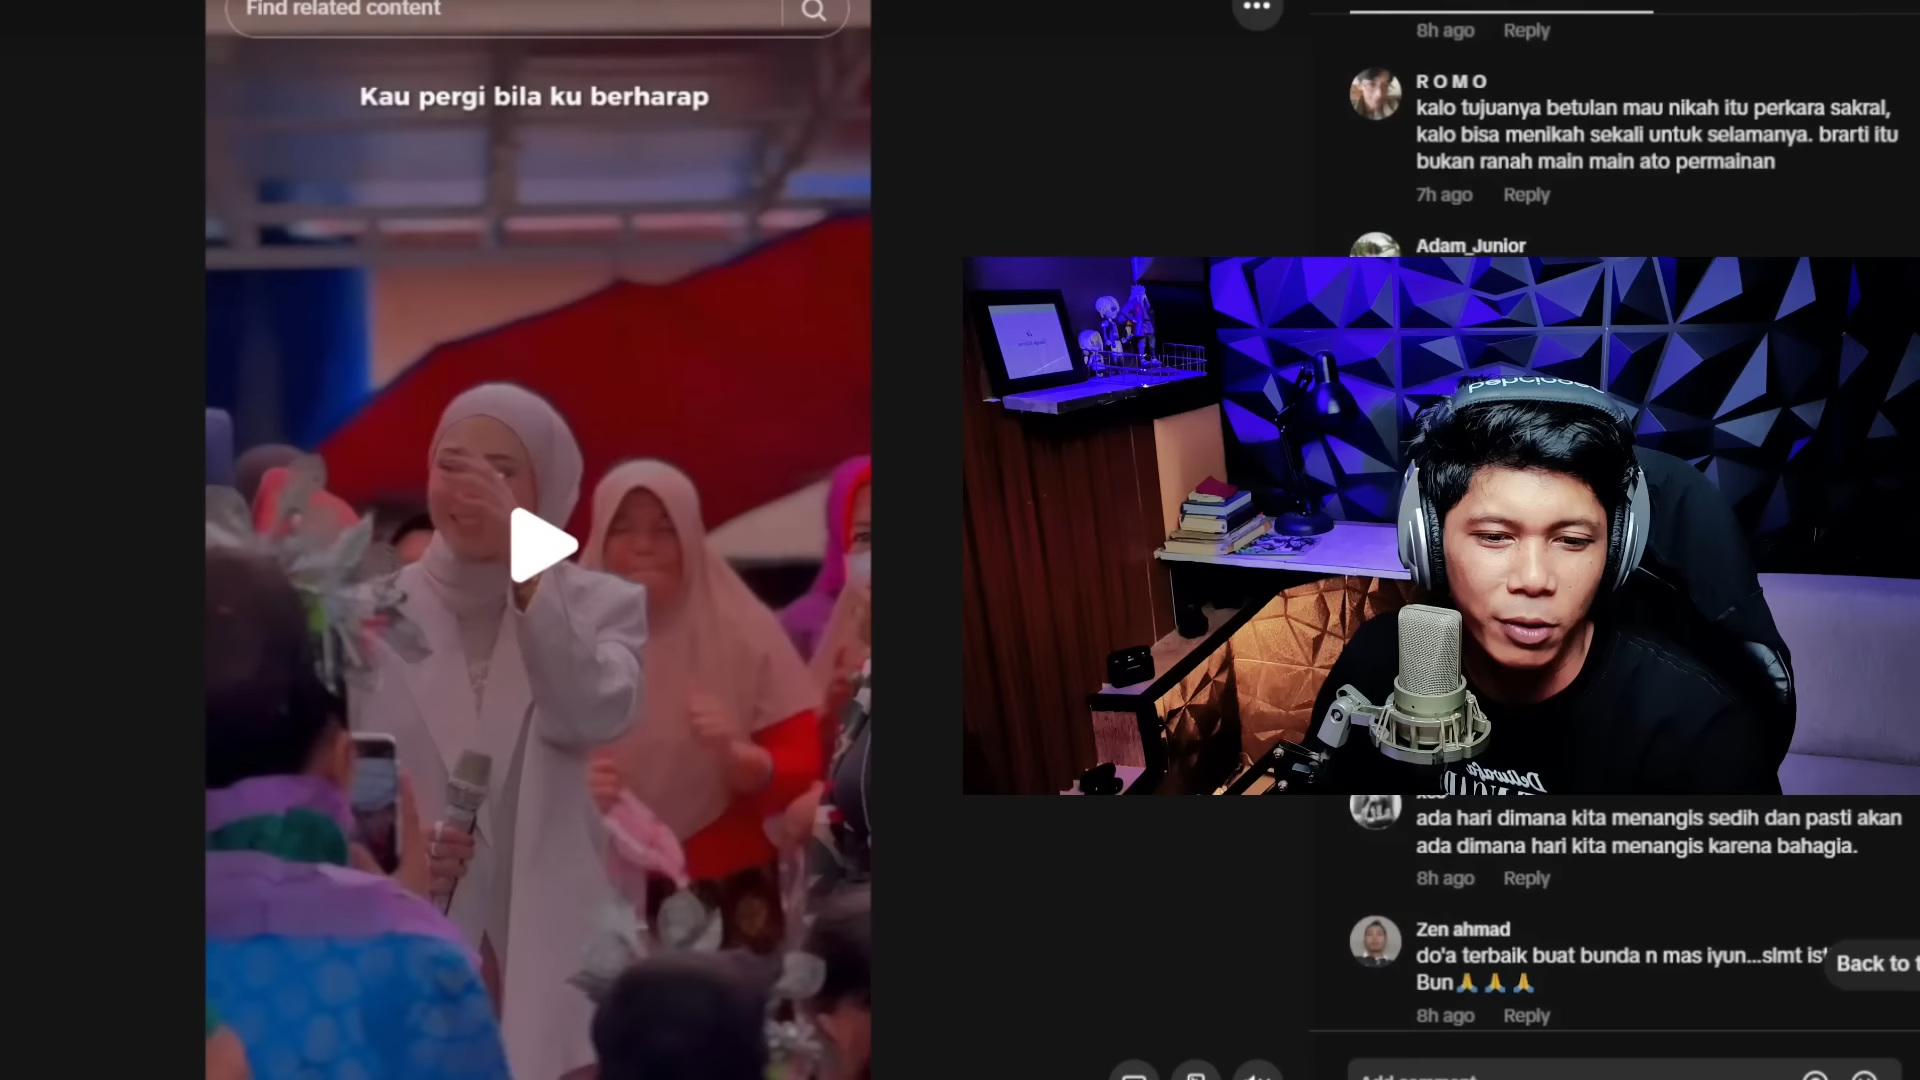 Find related content
Kau pergi bila ku berharap
8h ago Reply
R O M O
kalo tujuanya betulan mau nikah itu perkara sakral,
kalo bisa menikah sekali untuk selamanya. brarti itu
bukan ranah main main ato permainan
7h ago Reply
Adam_Junior
ada hari dimana kita menangis sedih dan pasti akan
ada dimana hari kita menangis karena bahagia.
8h ago Reply
Zen ahmad
do'a terbaik buat bunda n mas iyun...slmt
Bun🙏🙏🙏
Back to
8h ago Reply
Add comment